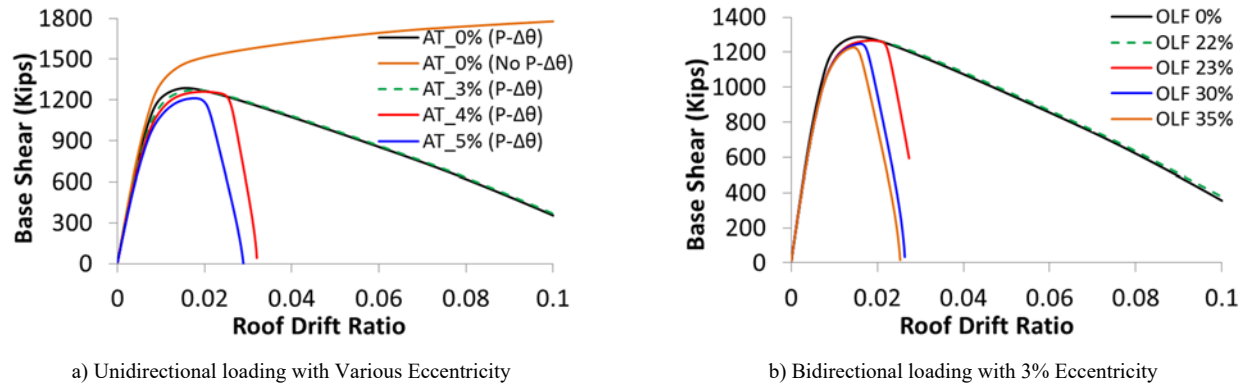 1800
1500
1200
900
600
300
0
Base Shear (Kips)
AT_0% (P-Δθ)
AT_0% (No P-Δθ)
AT_3% (P-Δθ)
AT_4% (P-Δθ)
AT_5% (P-Δθ)
0 0.02 0.04 0.06 0.08 0.1
Roof Drift Ratio
a) Unidirectional loading with Various Eccentricity
1400
1200
1000
800
600
400
200
0
Base Shear (Kips)
OLF 0%
OLF 22%
OLF 23%
OLF 30%
OLF 35%
0 0.02 0.04 0.06 0.08 0.1
Roof Drift Ratio
b) Bidirectional loading with 3% Eccentricity